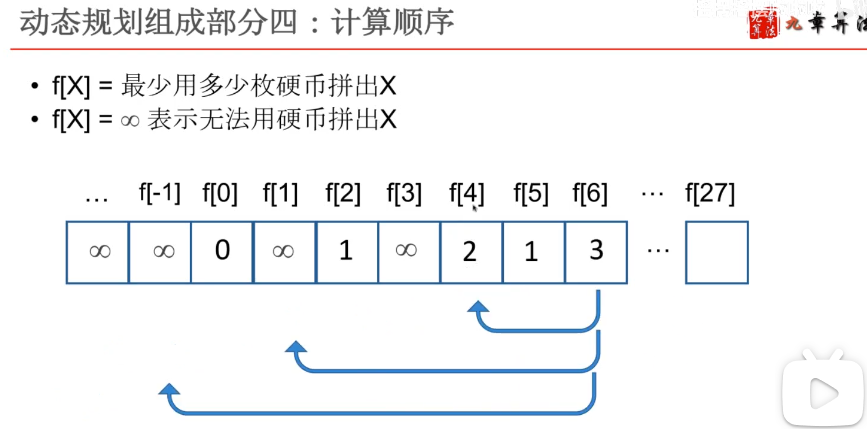 动态规划组成部分四：计算顺序
九章算法
• f[X] = 最少用多少枚硬币拼出X
• f[X] = ∞ 表示无法用硬币拼出X
… f[-1] f[0] f[1] f[2] f[3] f[4] f[5] f[6] … f[27]
∞ ∞ 0 ∞ 1 ∞ 2 1 3 …